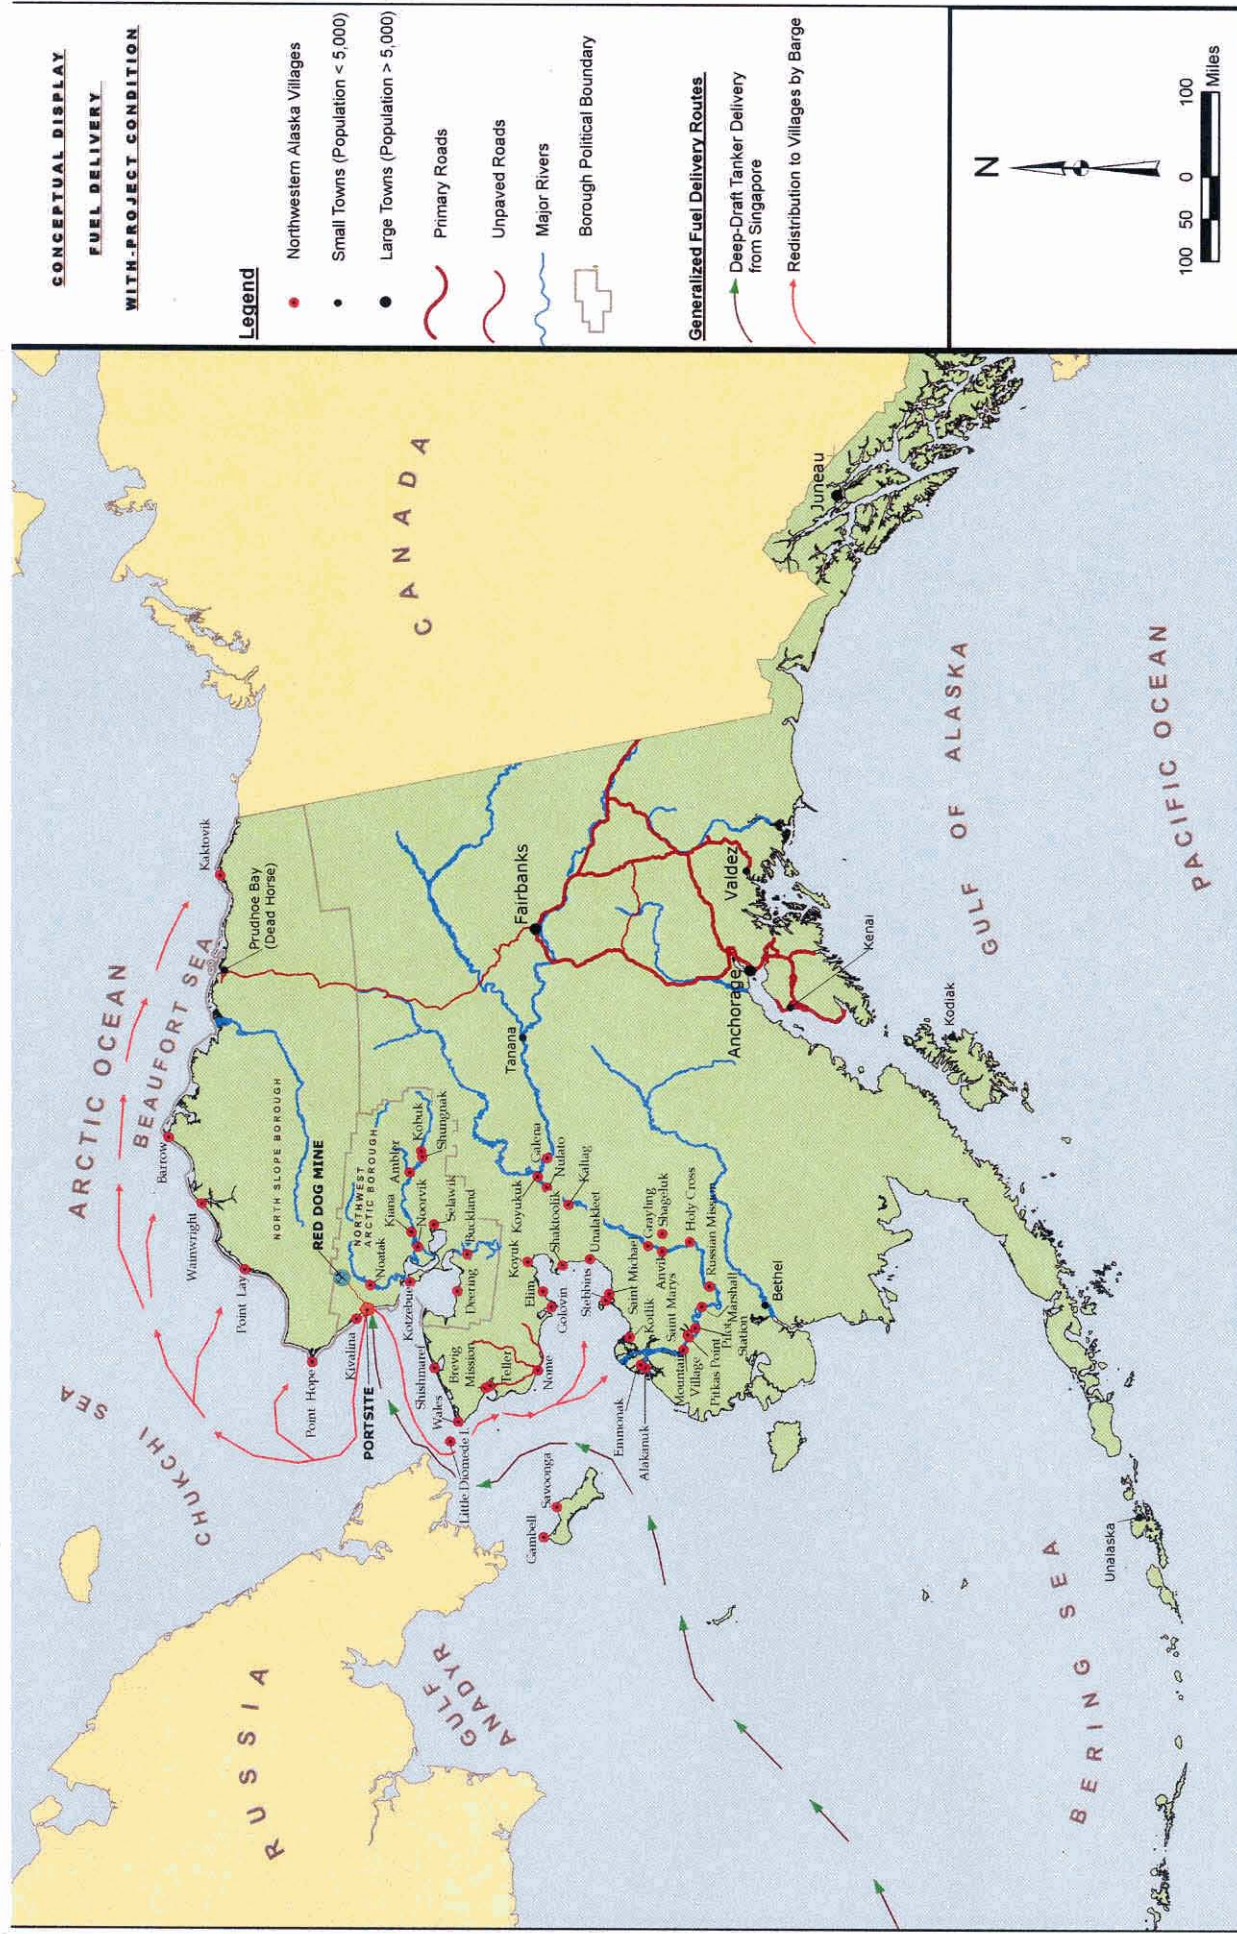 CONCEPTUAL DISPLAY
FUEL DELIVERY
WITH-PROJECT CONDITION
Legend
Northwestern Alaska Villages
Small Towns (Population < 5,000)
Large Towns (Population > 5,000)
Primary Roads
Unpaved Roads
Major Rivers
Borough Political Boundary
Generalized Fuel Delivery Routes
Deep-Draft Tanker Delivery
from Singapore
Redistribution to Villages by Barge
N
100 50 0 100
Miles
ARCTIC OCEAN
BEAUFORT SEA
CHUKCHI
SEA
RUSSIA
CANADA
GULF
ANADYR
BERING SEA
GULF OF ALASKA
PACIFIC OCEAN
Kaktovik
Prudhoe Bay
(Dead Horse)
Barrow
Wainwright
Point Lay
Point Hope
Kivalina
PORTSITE
RED DOG MINE
NORTH SLOPE BOROUGH
NORTHWEST
ARCTIC BOROUGH
Noatak
Kotzebue
Kiana
Noorvik
Ambler
Kobuk
Shungnak
Selawik
Buckland
Deering
Shishmaref
Wales
Little Diomede I.
Brevig
Mission
Teller
Nome
Koyuk
Elim
Golovin
Shaktoolik
Unalakleet
Koyukuk
Galena
Nulato
Kaltag
Stebbins
Saint Michael
Kotlik
Emmonak
Alakanuk
Grayling
Anvik
Shageluk
Holy Cross
Russian Mission
Marshall
Pilot
Station
Saint Marys
Pitkas Point
Mountain
Village
Gambell
Savoonga
Tanana
Fairbanks
Anchorage
Valdez
Kenai
Kodiak
Bethel
Juneau
Unalaska